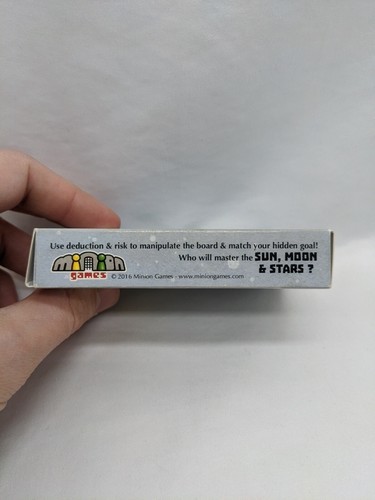 Use deduction & risk to manipulate the board & match your hidden goal!
Who will master the SUN, MOON
& STARS ?
minion
games
© 2016 Minion Games - www.miniongames.com